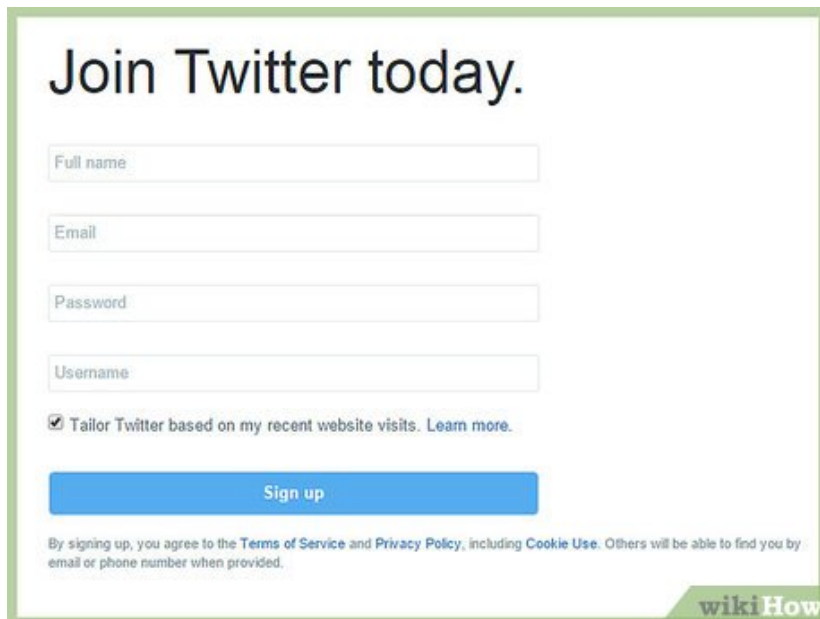 Join Twitter today.
Full name
Email
Password
Username
Tailor Twitter based on my recent website visits. Learn more.
Sign up
By signing up, you agree to the Terms of Service and Privacy Policy, including Cookie Use. Others will be able to find you by
email or phone number when provided.
wikiHow